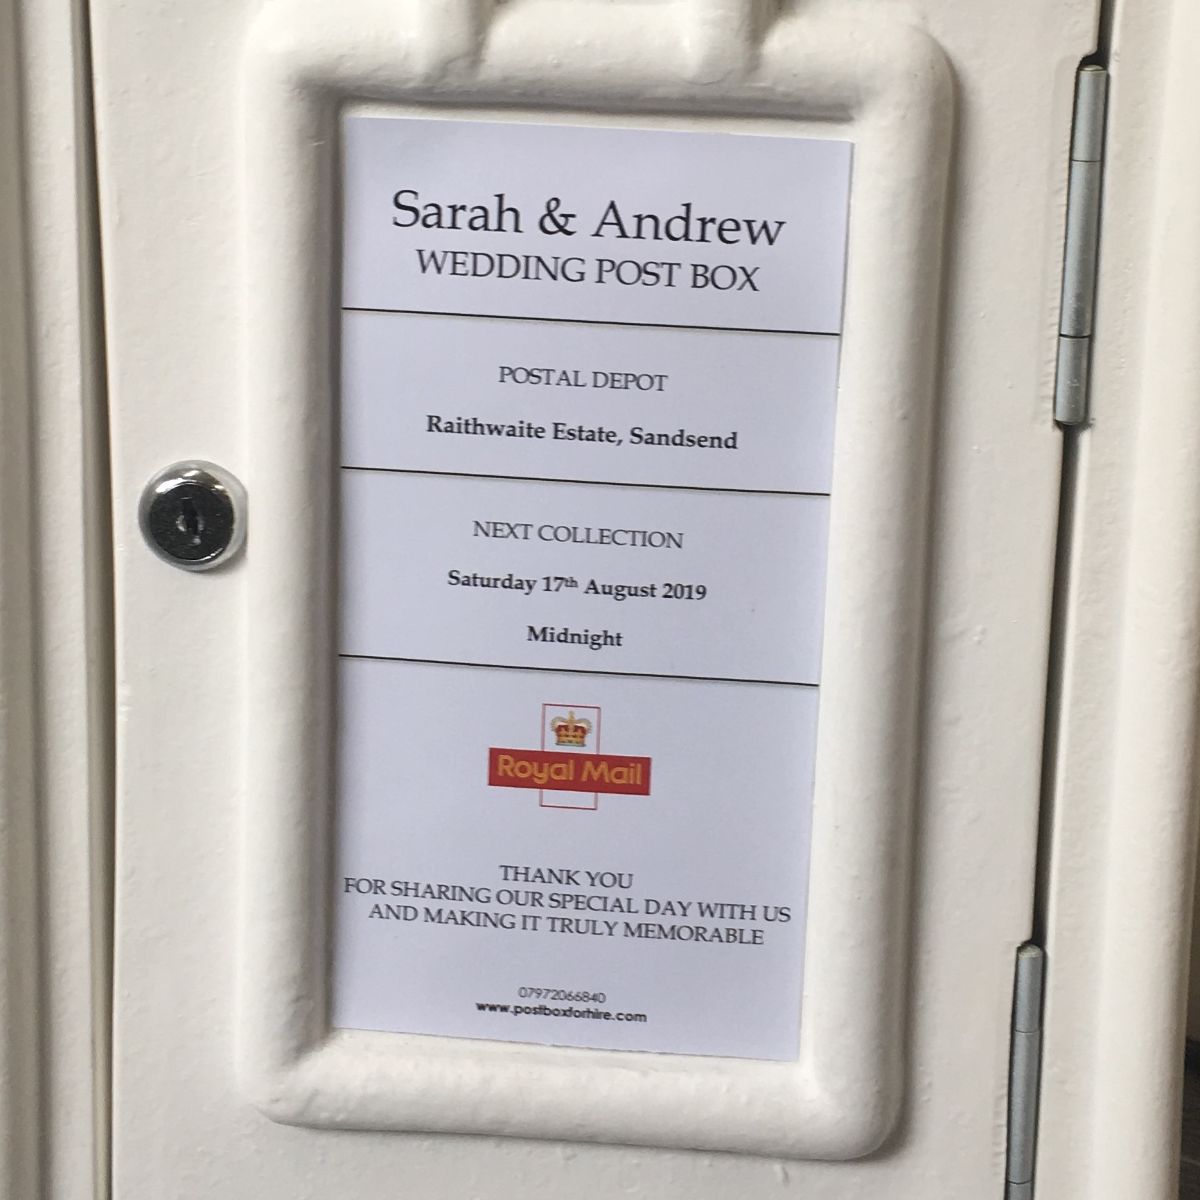 Sarah & Andrew
WEDDING POST BOX
POSTAL DEPOT
Raithwaite Estate, Sandsend
NEXT COLLECTION
Saturday 17th August 2019
Midnight
Royal Mail
THANK YOU
FOR SHARING OUR SPECIAL DAY WITH US
AND MAKING IT TRULY MEMORABLE
07972066840
www.postboxforhire.com